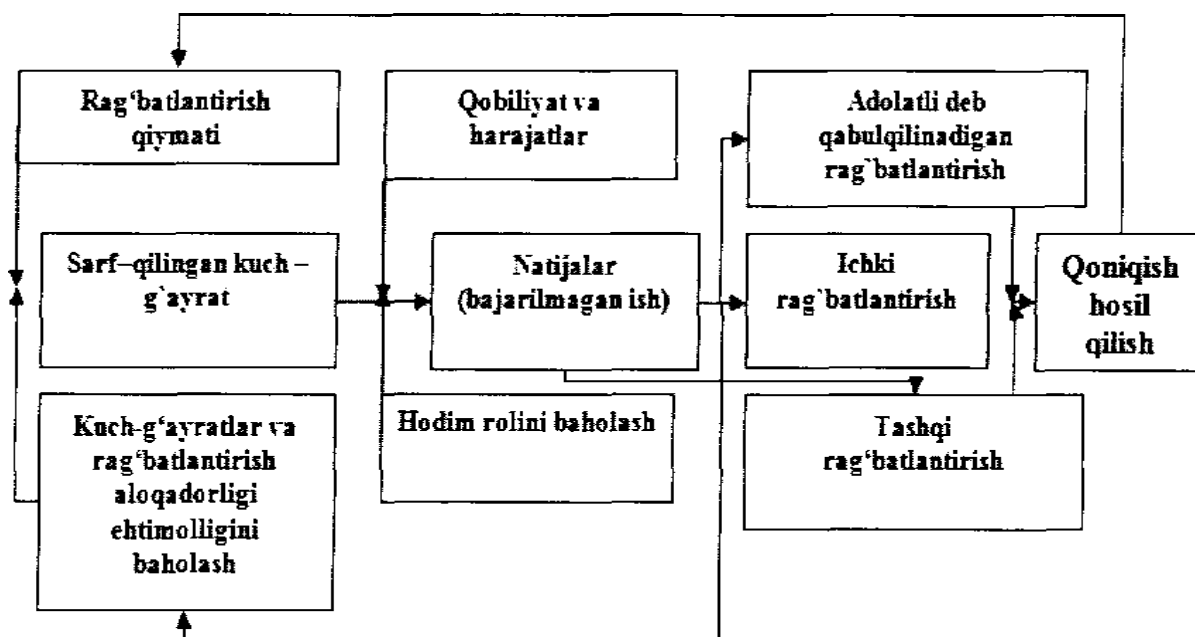 Rag‘batlantirish
qiymati
Qobiliyat va
harajatlar
Adolatli deb
qabulqilinadigan
rag`batlantirish
Sarf–qilingan kuch –
g`ayrat
Natijalar
(bajarilmagan ish)
Ichki
rag`batlantirish
Qoniqish
hosil
qilish
Kuch-g‘ayratlar va
rag‘batlantirish
aloqadorligi
ehtimolligini
baholash
Hodim rolini baholash
Tashqi
rag‘batlantirish